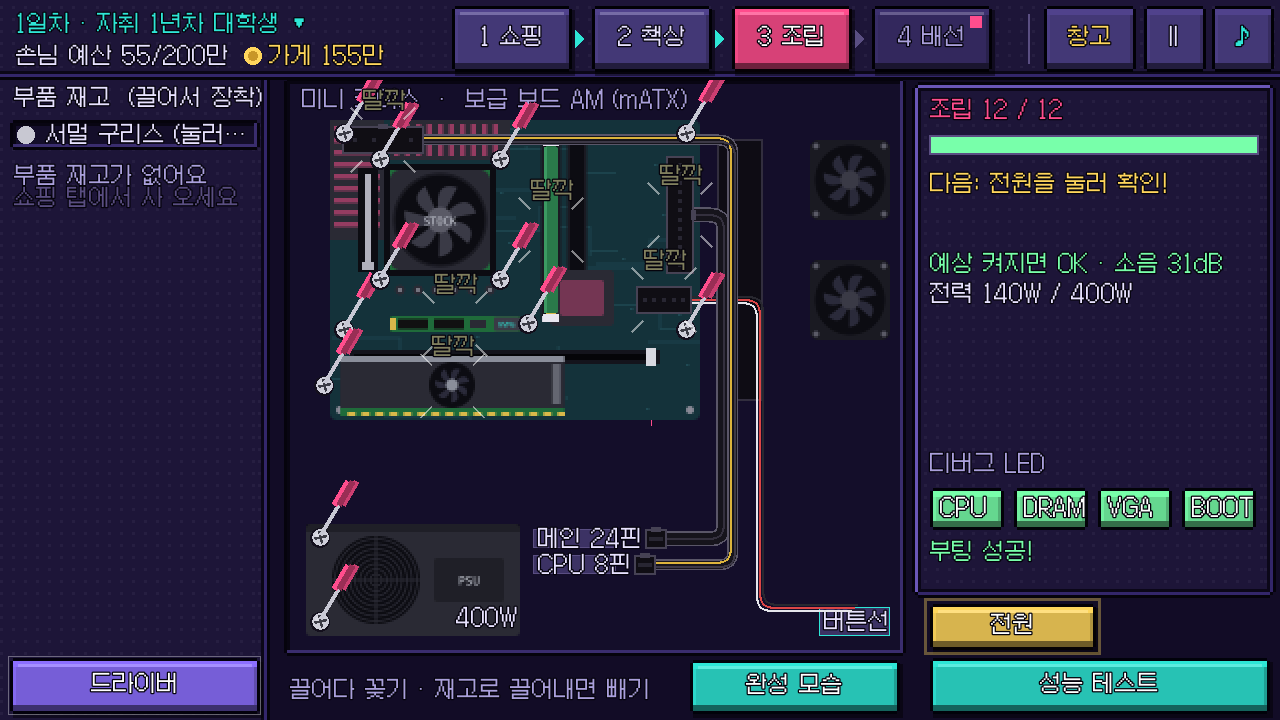 1일차 · 자취 1년차 대학생 ▼
손님 예산 55/200만 가게 155만
1 쇼핑
2 책상
3 조립
4 배선
창고
Ⅱ
♪
부품 재고 (끌어서 장착)
서멀 구리스 (눌러…
부품 재고가 없어요
쇼핑 탭에서 사 오세요
드라이버
· 보급 보드 AM (mATX)
딸깍
딸깍
딸깍
STOCK
딸깍
딸깍
딸깍
메인 24핀
CPU 8핀
PSU
400W
버튼선
끌어다 꽂기 · 재고로 끌어내면 빼기
완성 모습
조립 12 / 12
다음: 전원을 눌러 확인!
예상 켜지면 OK · 소음 31dB
전력 140W / 400W
디버그 LED
CPU
DRAM
VGA
BOOT
부팅 성공!
전원
성능 테스트